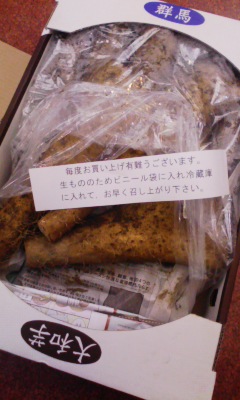 群馬
毎度お買い上げ有難うございます。
生もののためビニール袋に入れ冷蔵庫
に入れて、お早く召し上がり下さい。
大和芋